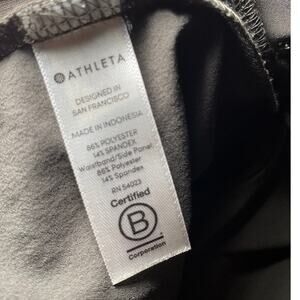 ATHLETA
DESIGNED IN
SAN FRANCISCO
MADE IN INDONESIA
86% POLYESTER
14% SPANDEX
Waistband/Side Panel
86% Polyester
14% Spandex
RN 54023
Certified
B
Corporation